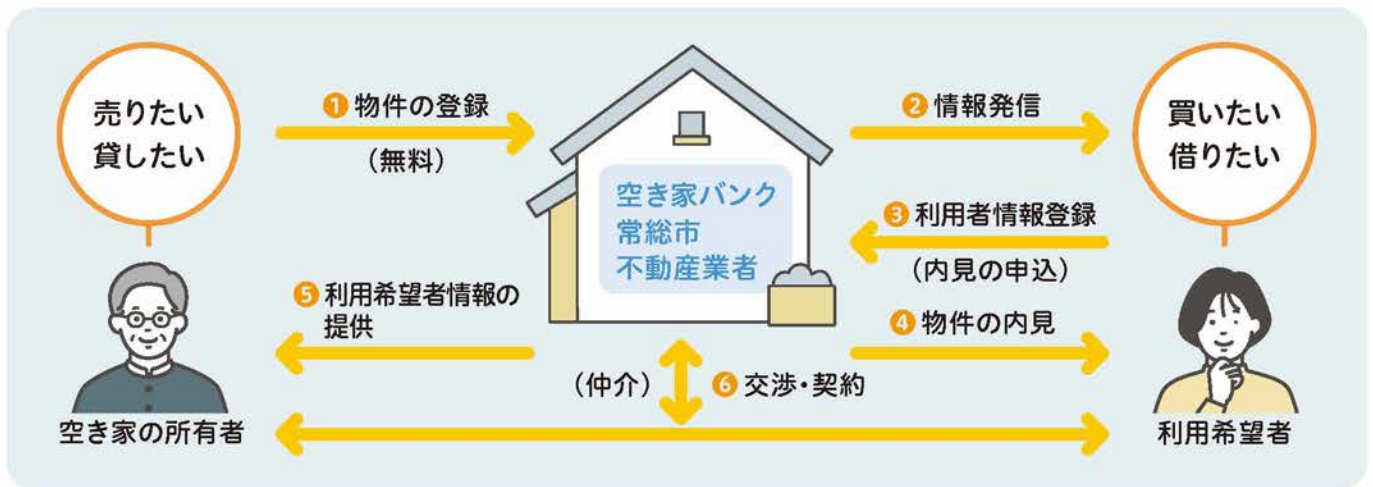 売りたい
貸したい
❶物件の登録
(無料)
空き家バンク
常総市
不動産業者
❷情報発信
買いたい
借りたい
❸利用者情報登録
(内見の申込)
❹物件の内見
❺利用希望者情報の
提供
(仲介)
❻交渉・契約
空き家の所有者
利用希望者